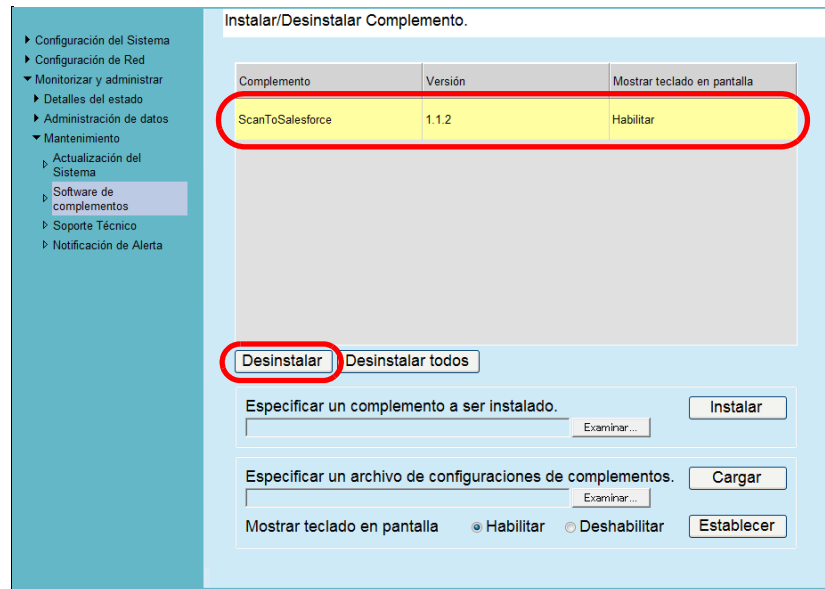 Instalar/Desinstalar Complemento.
Configuración del Sistema
Configuración de Red
Monitorizar y administrar
Detalles del estado
Administración de datos
Mantenimiento
Actualización del
Sistema
Software de
complementos
Soporte Técnico
Notificación de Alerta
Complemento Versión Mostrar teclado en pantalla
ScanToSalesforce 1.1.2 Habilitar
Desinstalar Desinstalar todos
Especificar un complemento a ser instalado. Instalar
Examinar...
Especificar un archivo de configuraciones de complementos. Cargar
Examinar...
Mostrar teclado en pantalla Habilitar Deshabilitar Establecer